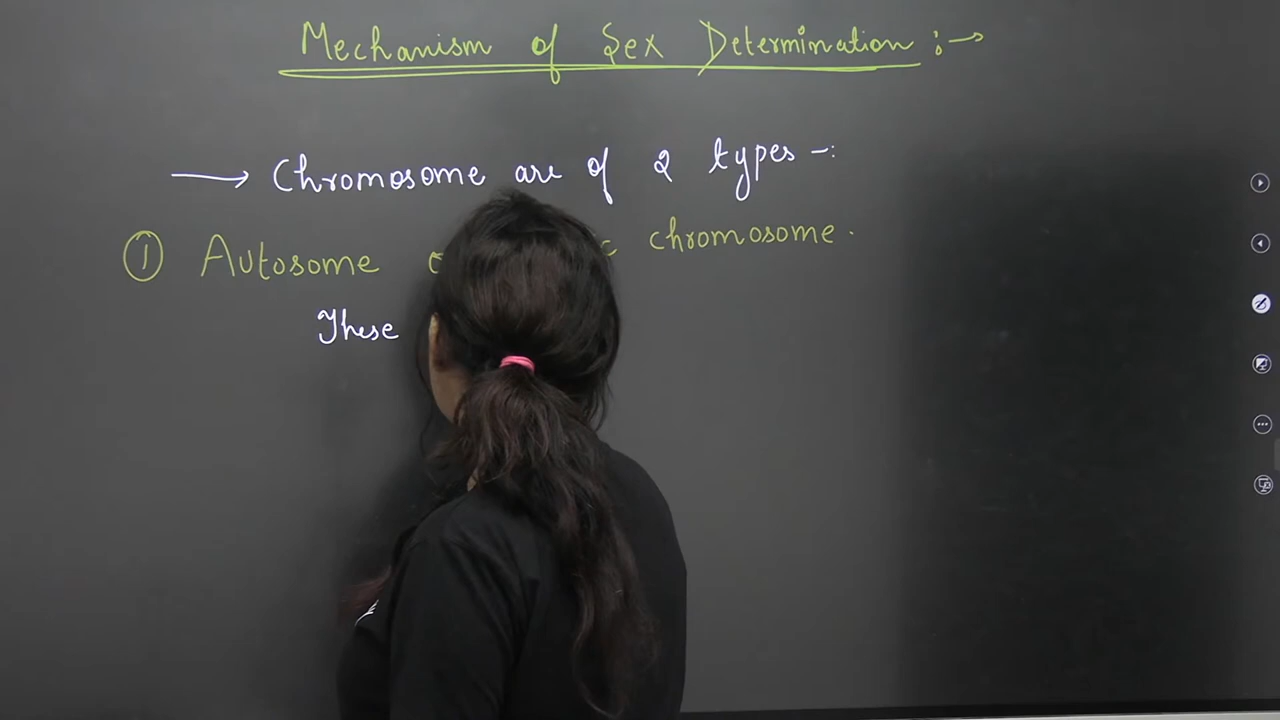 Mechanism of Sex Determination :→
→ Chromosome are of 2 types -:
① Autosome chromosome.
These